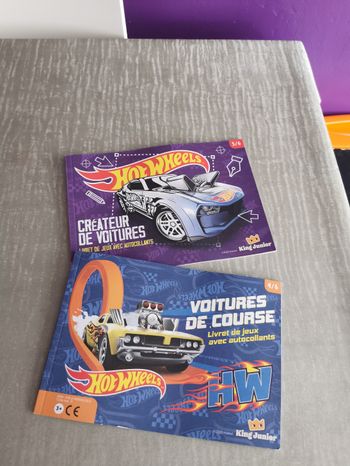 3/6
HOT WHEELS
CRéATEUR
DE VOITURES
LIVRET DE JEUX AVEC AUTOCOLLANTS
King Junior
4/6
VOITURES
DE COURSE
Livret de jeux
avec autocollants
HOT WHEELS
HW
CE
King Junior